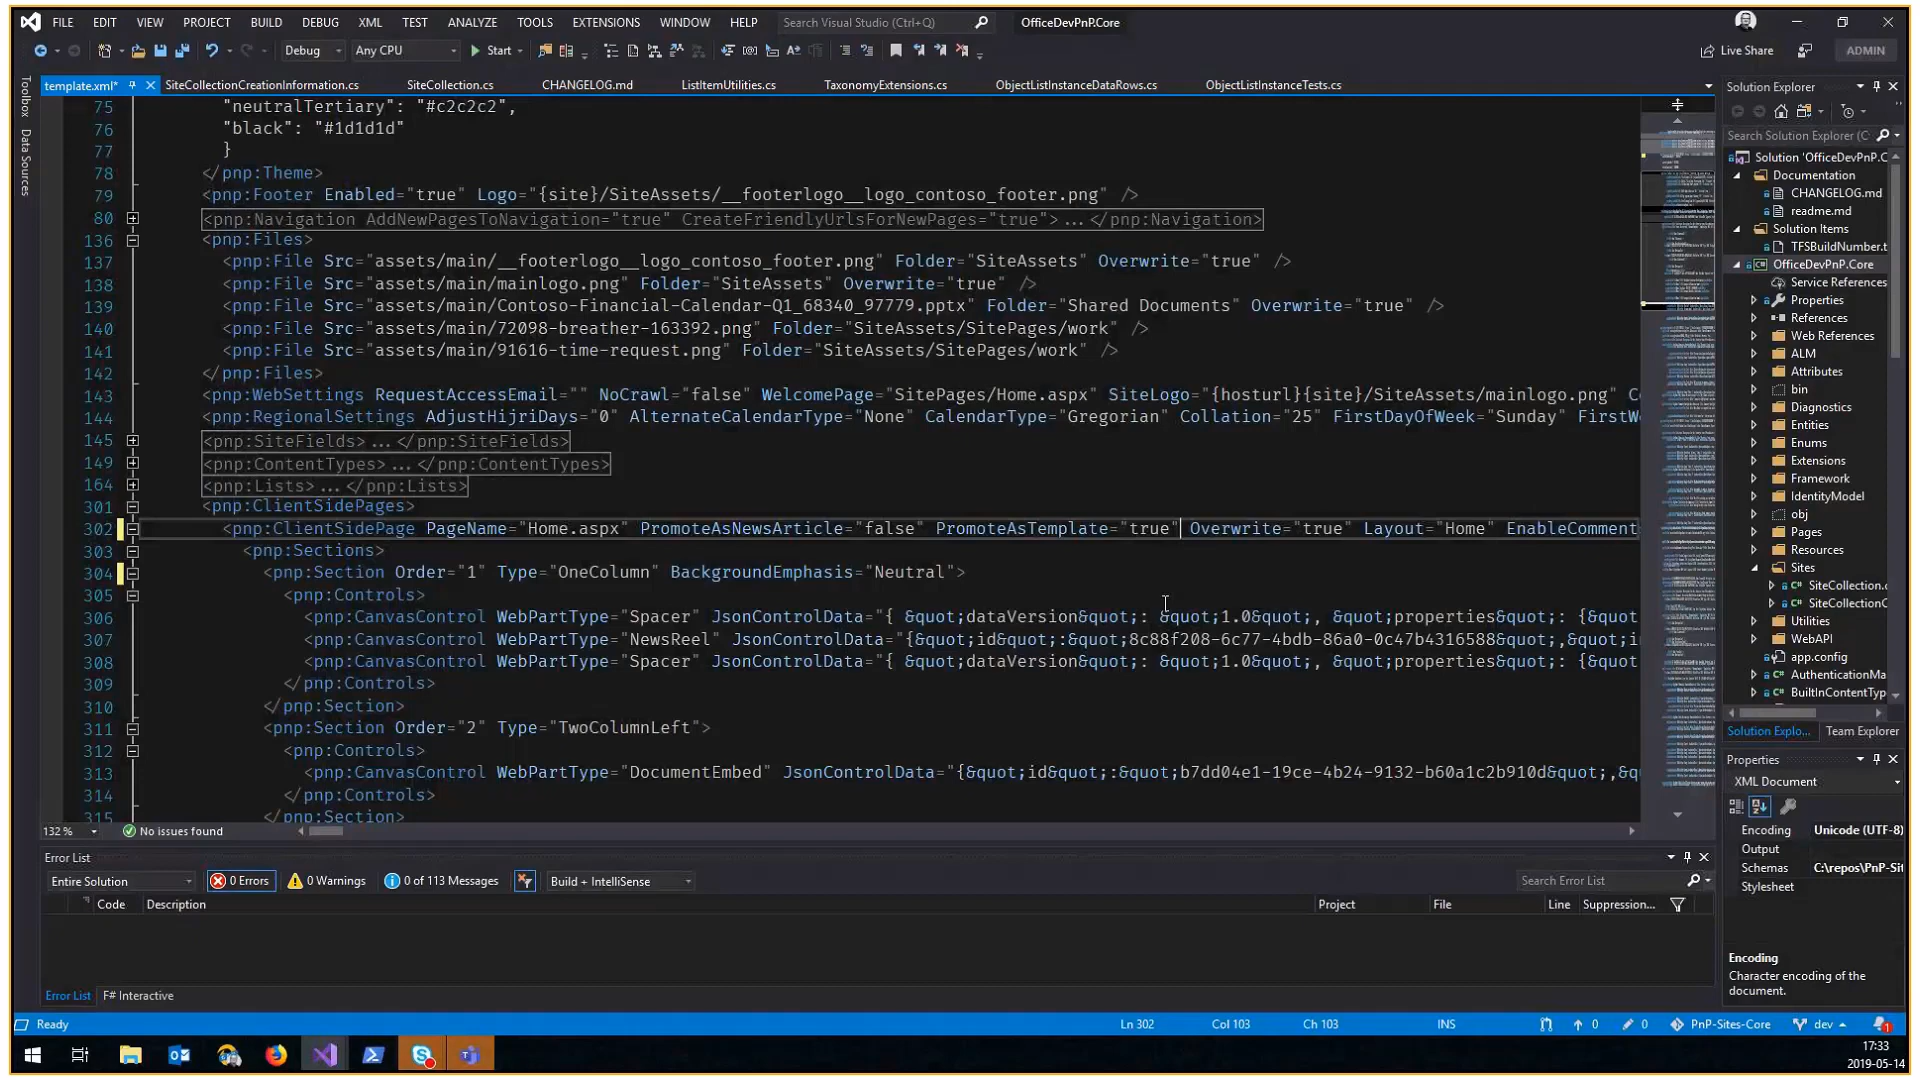 FILE EDIT VIEW PROJECT BUILD DEBUG XML TEST ANALYZE TOOLS EXTENSIONS WINDOW HELP Search Visual Studio (Ctrl+Q) OfficeDevPnP.Core
Debug Any CPU Start Live Share ADMIN
template.xml* SiteCollectionCreationInformation.cs SiteCollection.cs CHANGELOG.md ListItemUtilities.cs TaxonomyExtensions.cs ObjectListInstanceDataRows.cs ObjectListInstanceTests.cs
Toolbox
Data Sources
75 "neutralTertiary": "#c2c2c2",
76 "black": "#1d1d1d"
77 }
78 </pnp:Theme>
79 <pnp:Footer Enabled="true" Logo="{site}/SiteAssets/__footerlogo__logo_contoso_footer.png" />
80 <pnp:Navigation AddNewPagesToNavigation="true" CreateFriendlyUrlsForNewPages="true">...</pnp:Navigation>
136 <pnp:Files>
137 <pnp:File Src="assets/main/__footerlogo__logo_contoso_footer.png" Folder="SiteAssets" Overwrite="true" />
138 <pnp:File Src="assets/main/mainlogo.png" Folder="SiteAssets" Overwrite="true" />
139 <pnp:File Src="assets/main/Contoso-Financial-Calendar-Q1_68340_97779.pptx" Folder="Shared Documents" Overwrite="true" />
140 <pnp:File Src="assets/main/72098-breather-163392.png" Folder="SiteAssets/SitePages/work" />
141 <pnp:File Src="assets/main/91616-time-request.png" Folder="SiteAssets/SitePages/work" />
142 </pnp:Files>
143 <pnp:WebSettings RequestAccessEmail="" NoCrawl="false" WelcomePage="SitePages/Home.aspx" SiteLogo="{hosturl}{site}/SiteAssets/mainlogo.png" C
144 <pnp:RegionalSettings AdjustHijriDays="0" AlternateCalendarType="None" CalendarType="Gregorian" Collation="25" FirstDayOfWeek="Sunday" FirstW
145 <pnp:SiteFields>...</pnp:SiteFields>
149 <pnp:ContentTypes>...</pnp:ContentTypes>
164 <pnp:Lists>...</pnp:Lists>
301 <pnp:ClientSidePages>
302 <pnp:ClientSidePage PageName="Home.aspx" PromoteAsNewsArticle="false" PromoteAsTemplate="true" Overwrite="true" Layout="Home" EnableComment
303 <pnp:Sections>
304 <pnp:Section Order="1" Type="OneColumn" BackgroundEmphasis="Neutral">
305 <pnp:Controls>
306 <pnp:CanvasControl WebPartType="Spacer" JsonControlData="{ &quot;dataVersion&quot;: &quot;1.0&quot;, &quot;properties&quot;: {&quot
307 <pnp:CanvasControl WebPartType="NewsReel" JsonControlData="{&quot;id&quot;:&quot;8c88f208-6c77-4bdb-86a0-0c47b4316588&quot;,&quot;i
308 <pnp:CanvasControl WebPartType="Spacer" JsonControlData="{ &quot;dataVersion&quot;: &quot;1.0&quot;, &quot;properties&quot;: {&quot
309 </pnp:Controls>
310 </pnp:Section>
311 <pnp:Section Order="2" Type="TwoColumnLeft">
312 <pnp:Controls>
313 <pnp:CanvasControl WebPartType="DocumentEmbed" JsonControlData="{&quot;id&quot;:&quot;b7dd04e1-19ce-4b24-9132-b60a1c2b910d&quot;,&q
314 </pnp:Controls>
315 </pnp:Section>
132 % No issues found
Error List
Entire Solution 0 Errors 0 Warnings 0 of 113 Messages Build + IntelliSense Search Error List
Code Description Project File Line Suppression...
Error List F# Interactive
Solution Explorer
Search Solution Explorer (C
Solution 'OfficeDevPnP.C
Documentation
CHANGELOG.md
readme.md
Solution Items
TFSBuildNumber.t
OfficeDevPnP.Core
Service References
Properties
References
Web References
ALM
Attributes
bin
Diagnostics
Entities
Enums
Extensions
Framework
IdentityModel
obj
Pages
Resources
Sites
SiteCollection.c
SiteCollectionC
Utilities
WebAPI
app.config
AuthenticationMa
BuiltInContentTyp
Solution Explo... Team Explorer
Properties
XML Document
Encoding Unicode (UTF-8)
Output
Schemas C:\repos\PnP-Sit
Stylesheet
Encoding
Character encoding of the
document.
Ready Ln 302 Col 103 Ch 103 INS 0 0 PnP-Sites-Core dev 1
17:33
2019-05-14